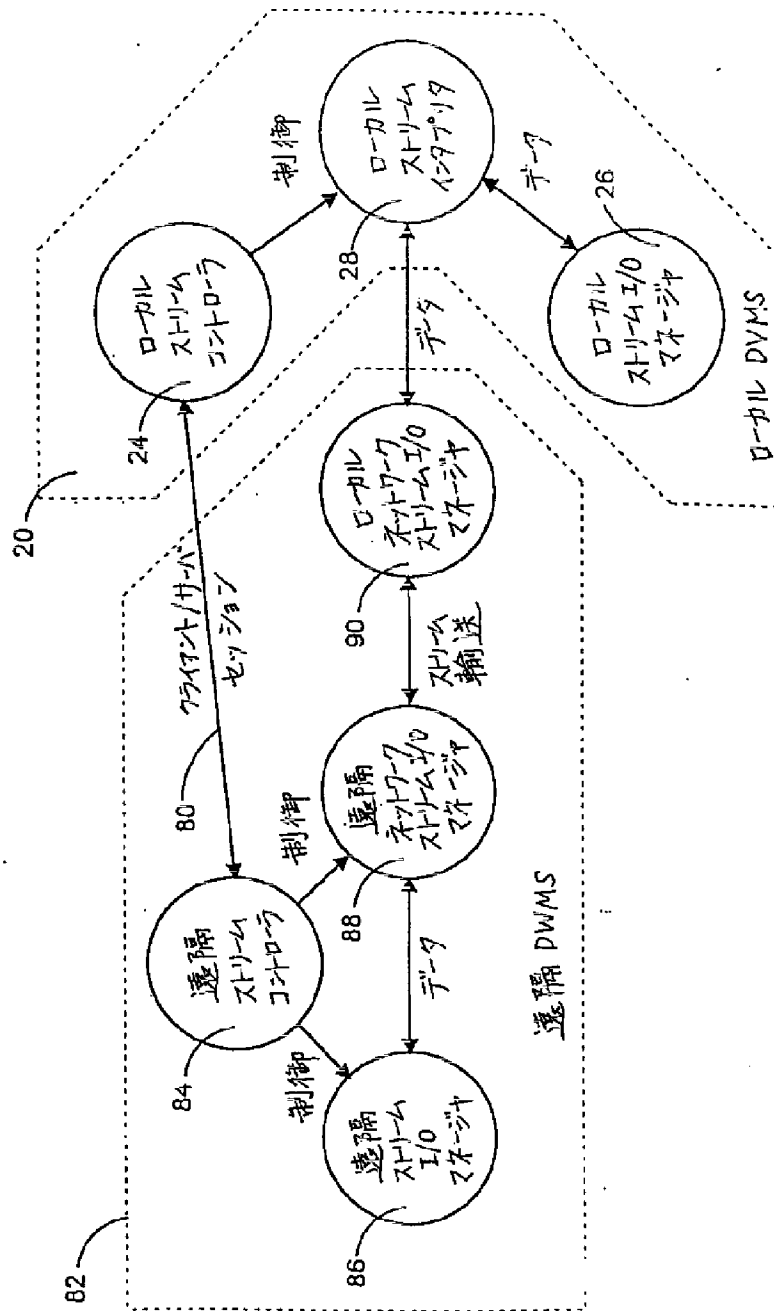 82
20
80
クライアント/サーバ
セッション
84
遠隔
ストリーム
コントローラ
24
ローカル
ストリーム
コントローラ
制御
制御
制御
86
遠隔
ストリーム
I/O
マネージャ
データ
88
遠隔
ネットワーク
ストリームI/O
マネージャ
ストリーム
輸送
90
ローカル
ネットワーク
ストリームI/O
マネージャ
データ
28
ローカル
ストリーム
インタプリタ
データ
26
ローカル
ストリームI/O
マネージャ
遠隔 DWMS
ローカル DVMS